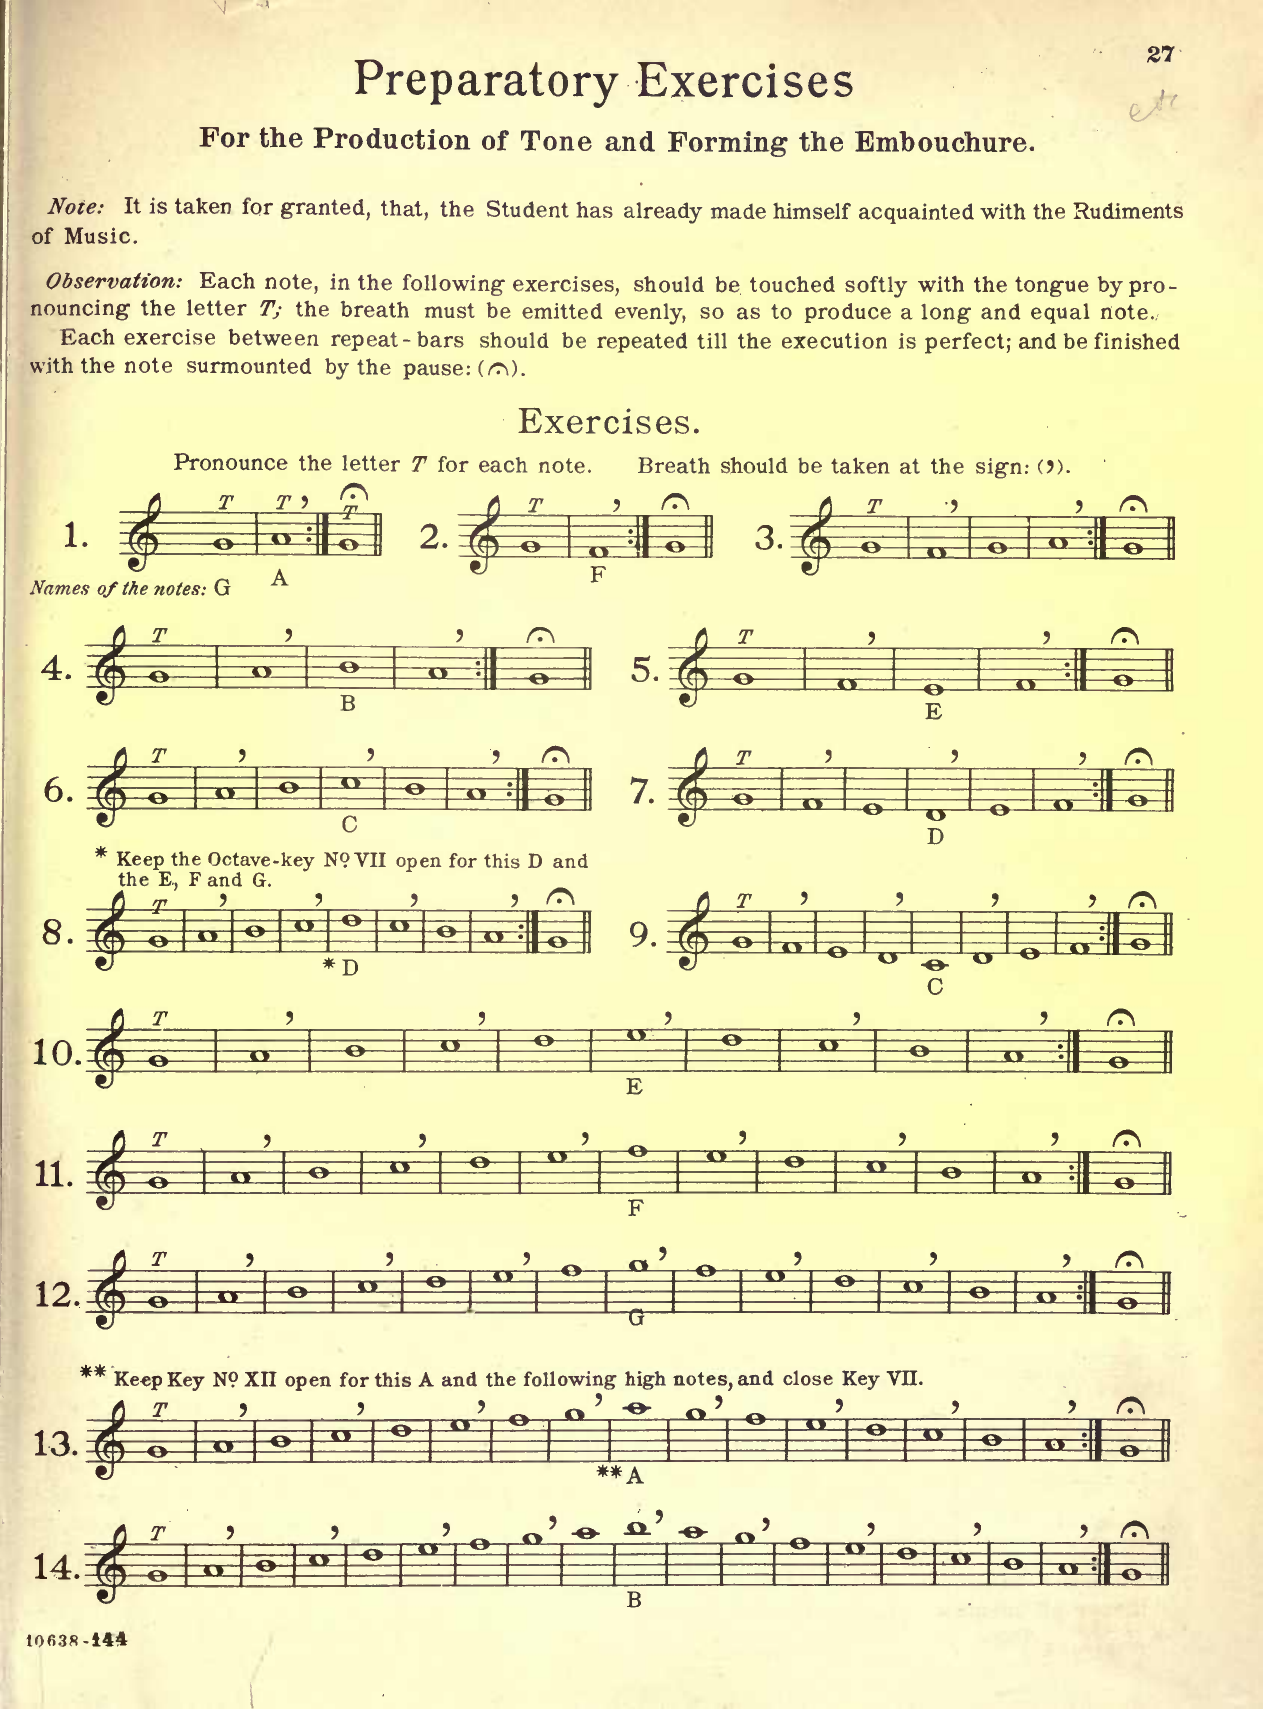 27
etc
Preparatory Exercises
For the Production of Tone and Forming the Embouchure.
Note: It is taken for granted, that, the Student has already made himself acquainted with the Rudiments
of Music.
Observation: Each note, in the following exercises, should be touched softly with the tongue by pro-
nouncing the letter T; the breath must be emitted evenly, so as to produce a long and equal note.
Each exercise between repeat-bars should be repeated till the execution is perfect; and be finished
with the note surmounted by the pause: (𝄐).
Exercises.
Pronounce the letter T for each note. Breath should be taken at the sign: (❜).
T T ❜ T T ❜ T ❜ ❜
1. 2. 3.
Names of the notes: G A F
T ❜ ❜ T ❜ ❜
4. 5.
B E
T ❜ ❜ ❜ T ❜ ❜ ❜
6. 7.
C D
* Keep the Octave-key No VII open for this D and
the E, F and G.
T ❜ ❜ ❜ ❜ T ❜ ❜ ❜ ❜
8. 9.
* D C
T ❜ ❜ ❜ ❜ ❜
10.
E
T ❜ ❜ ❜ ❜ ❜ ❜
11.
F
T ❜ ❜ ❜ ❜ ❜ ❜ ❜
12.
G
** Keep Key No XII open for this A and the following high notes, and close Key VII.
T ❜ ❜ ❜ ❜ ❜ ❜ ❜ ❜
13.
** A
T ❜ ❜ ❜ ❜ ❜ ❜ ❜ ❜ ❜
14.
B
10638-144